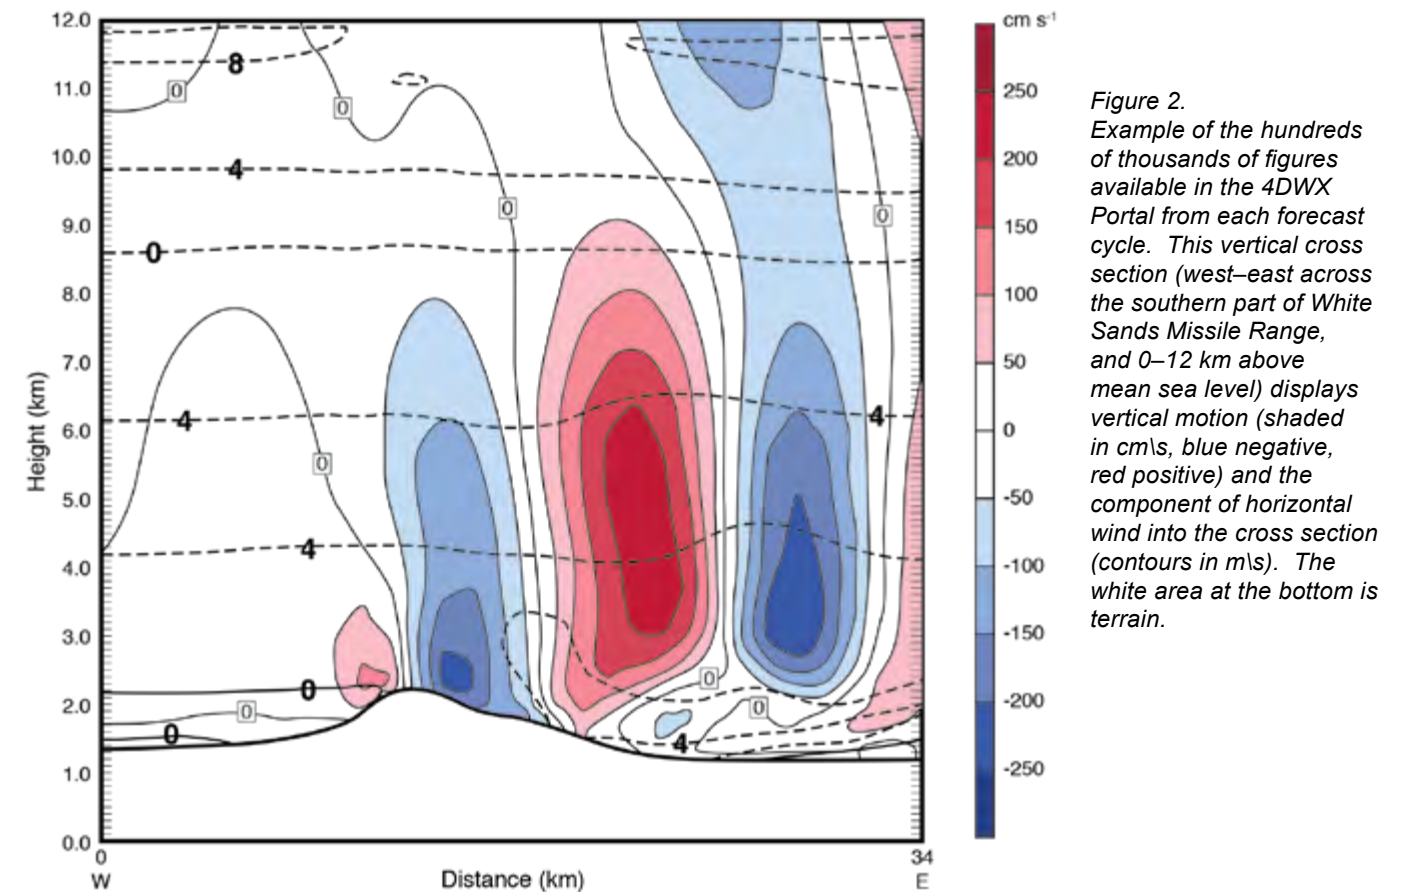 12.0
11.0
10.0
9.0
8.0
7.0
6.0
5.0
4.0
3.0
2.0
1.0
0.0
Height (km)
0
W
Distance (km)
34
E
8
0
0
4
0
0
0
4
4
0
4
0
0
0
0
0
4
cm s-1
250
200
150
100
50
0
-50
-100
-150
-200
-250
Figure 2.
Example of the hundreds
of thousands of figures
available in the 4DWX
Portal from each forecast
cycle. This vertical cross
section (west–east across
the southern part of White
Sands Missile Range,
and 0–12 km above
mean sea level) displays
vertical motion (shaded
in cm\s, blue negative,
red positive) and the
component of horizontal
wind into the cross section
(contours in m\s). The
white area at the bottom is
terrain.